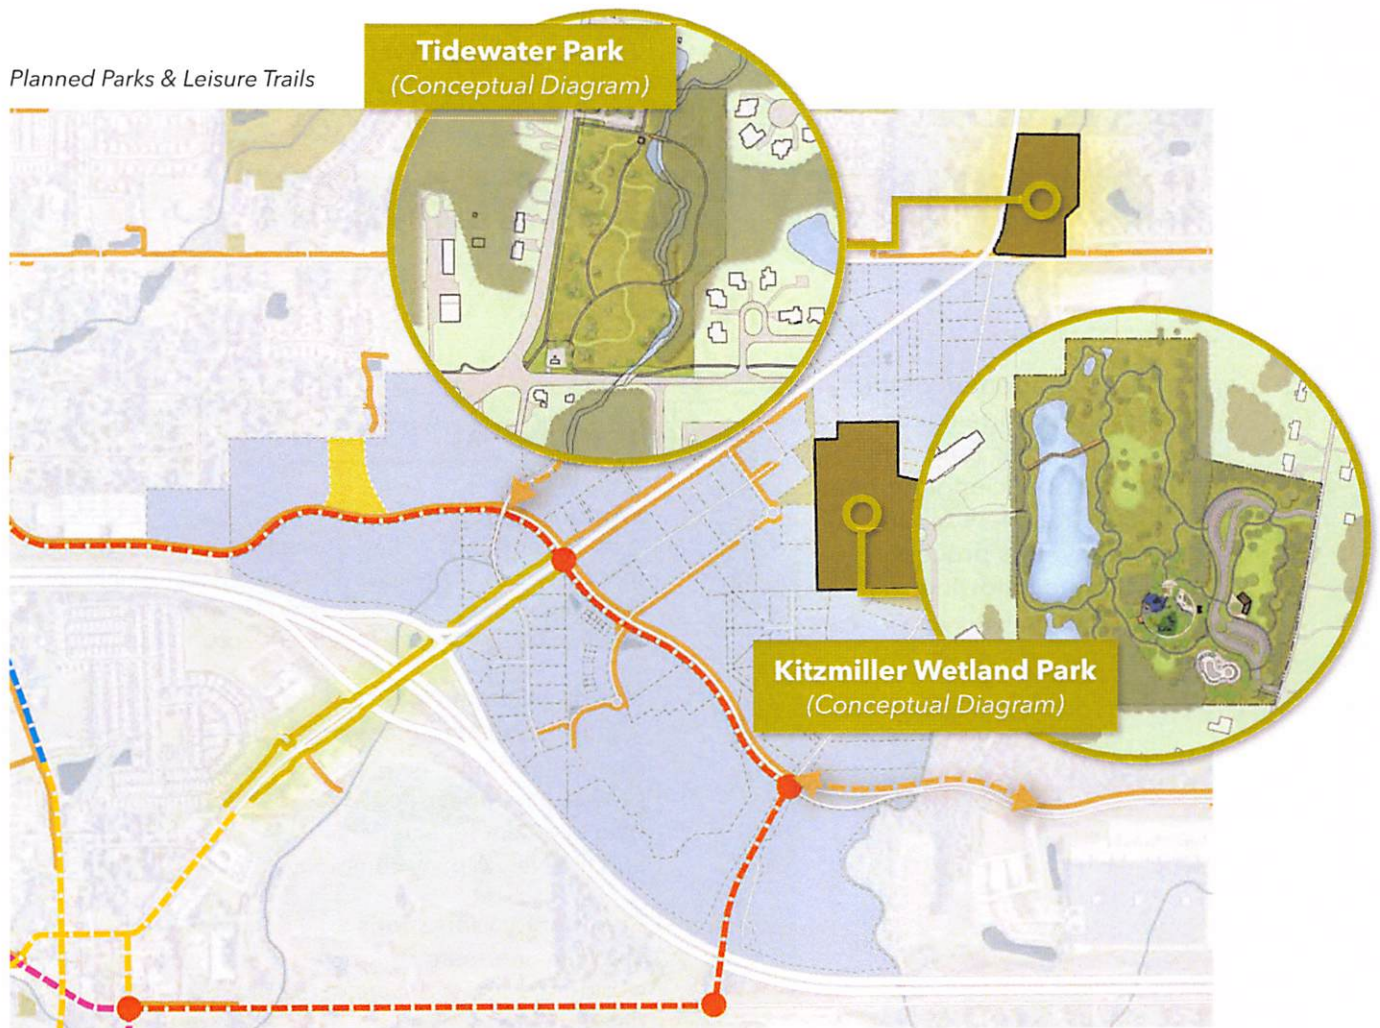 Planned Parks & Leisure Trails
Tidewater Park
(Conceptual Diagram)
Kitzmiller Wetland Park
(Conceptual Diagram)